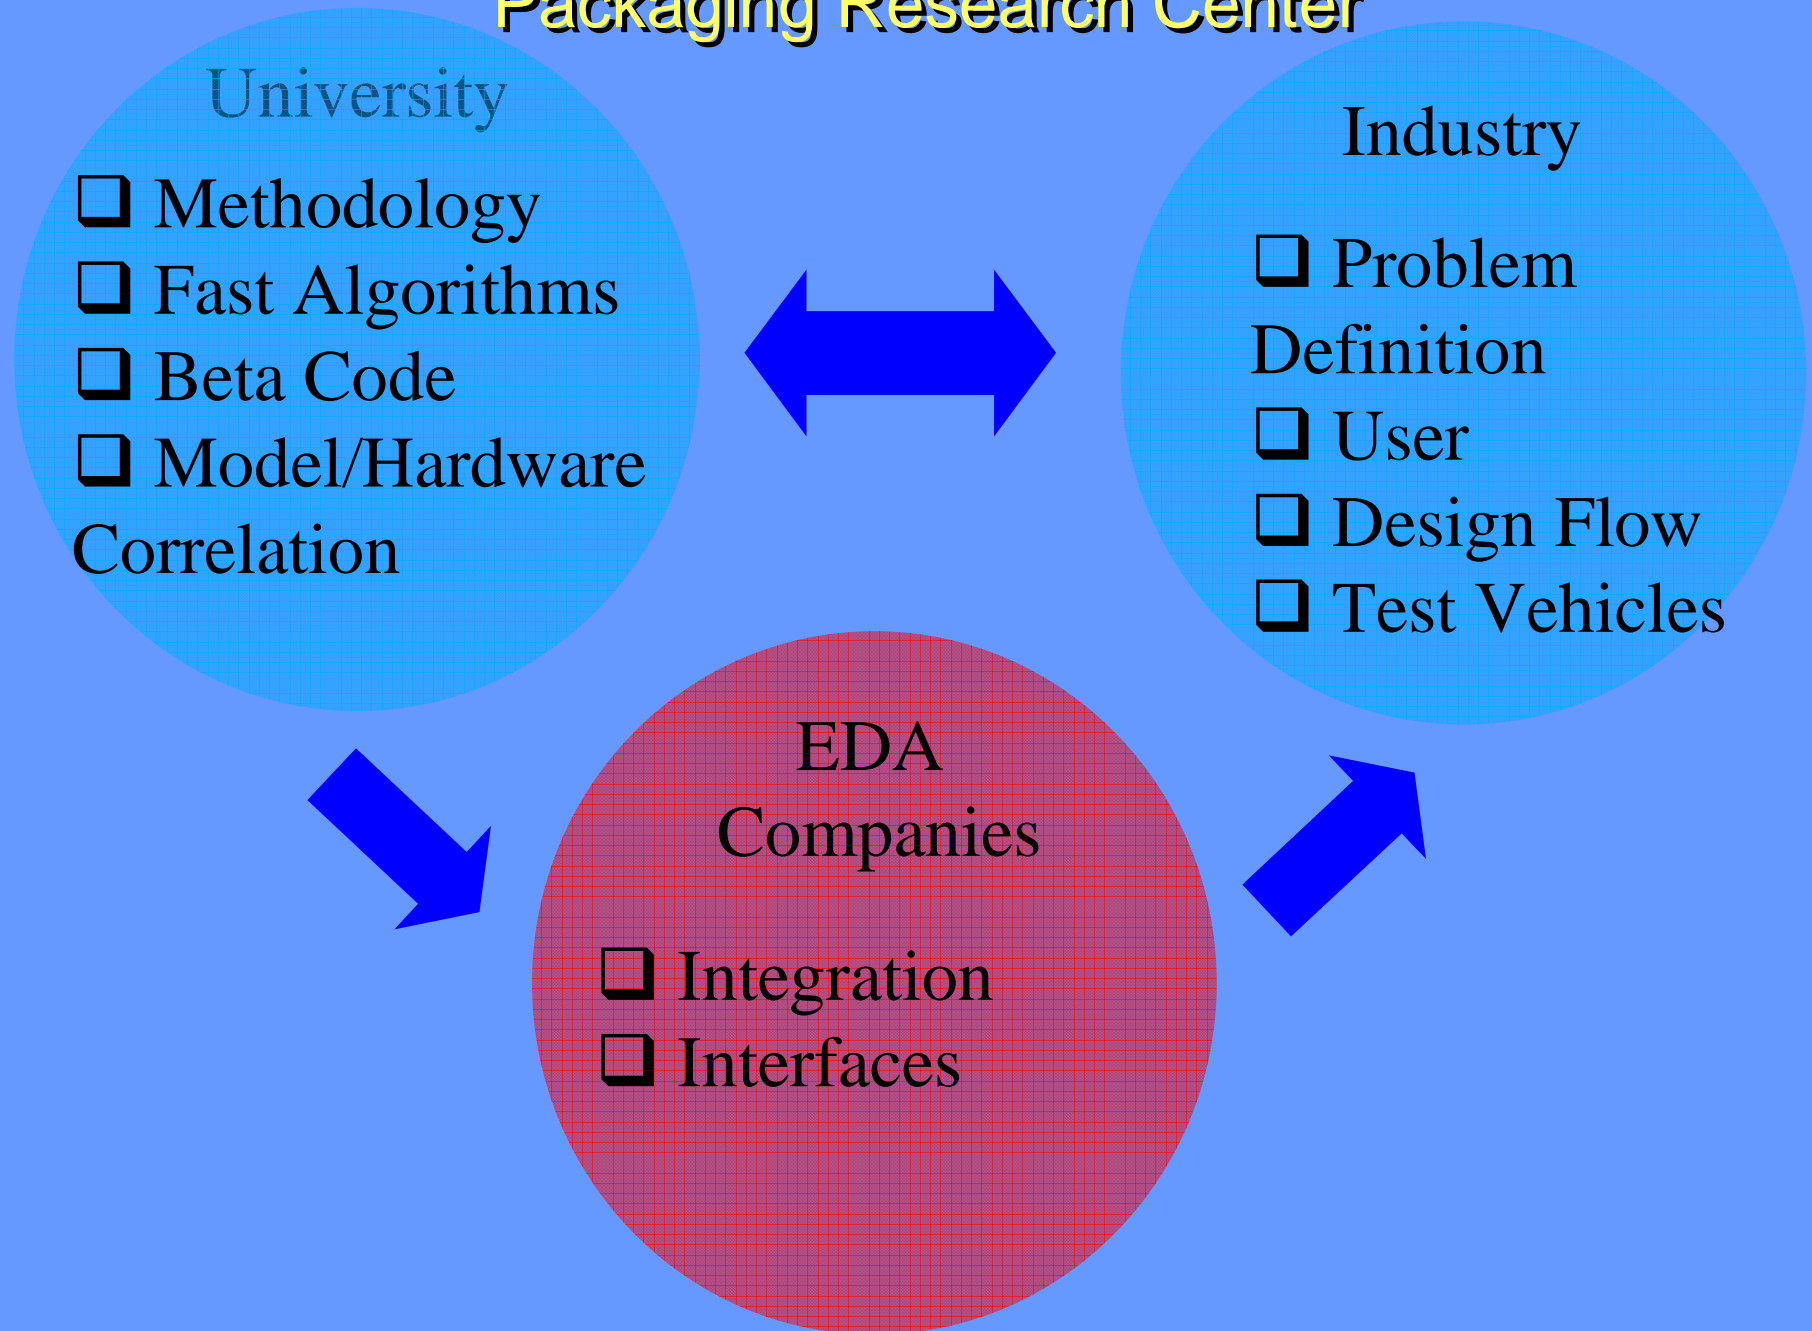 Packaging Research Center
University
❑ Methodology
❑ Fast Algorithms
❑ Beta Code
❑ Model/Hardware
Correlation
Industry
❑ Problem
Definition
❑ User
❑ Design Flow
❑ Test Vehicles
EDA
Companies
❑ Integration
❑ Interfaces